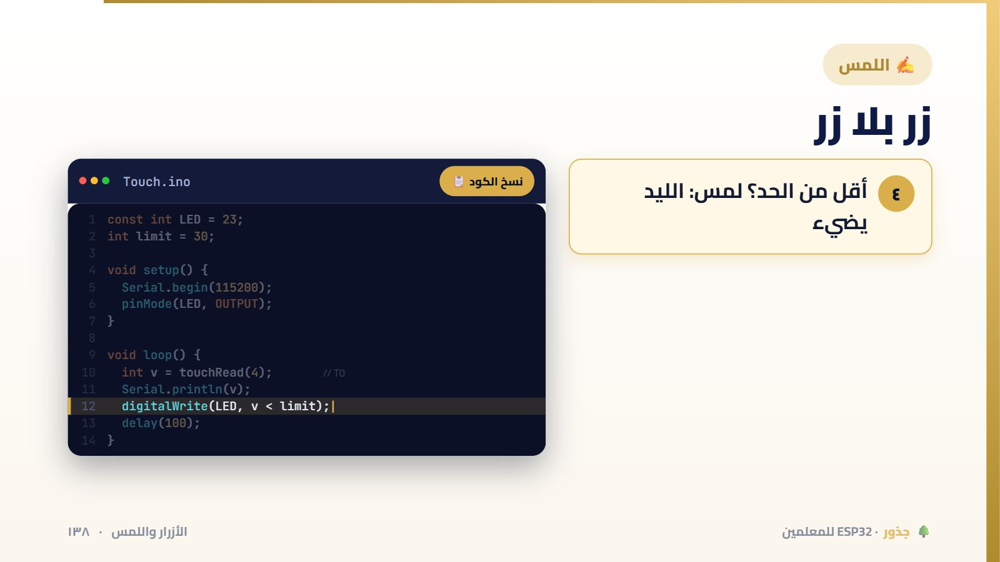 ✍️ اللمس
زر بلا زر
٤
أقل من الحد؟ لمس: الليد
يضيء
Touch.ino
نسخ الكود 📋
1 const int LED = 23;
2 int limit = 30;
3
4 void setup() {
5   Serial.begin(115200);
6   pinMode(LED, OUTPUT);
7 }
8
9 void loop() {
10   int v = touchRead(4);       //T0
11   Serial.println(v);
12   digitalWrite(LED, v < limit);
13   delay(100);
14 }
🌳 جذور · ESP32 للمعلمين
الأزرار واللمس · ١٣٨